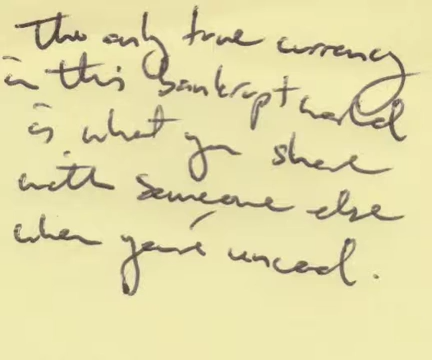 The only true currency
in this bankrupt world
is what you share
with someone else
when you're uncool.